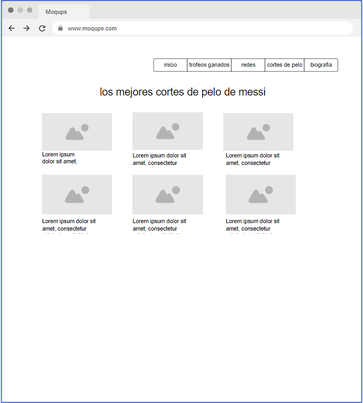 Moqups
www.moqups.com
inicio trofeos ganados redes cortes de pelo biografia
los mejores cortes de pelo de messi
Lorem ipsum
dolor sit amet.
Lorem ipsum dolor sit
amet, consectetur
Lorem ipsum dolor sit
amet, consectetur
Lorem ipsum dolor sit
amet, consectetur
Lorem ipsum dolor sit
amet, consectetur
Lorem ipsum dolor sit
amet, consectetur